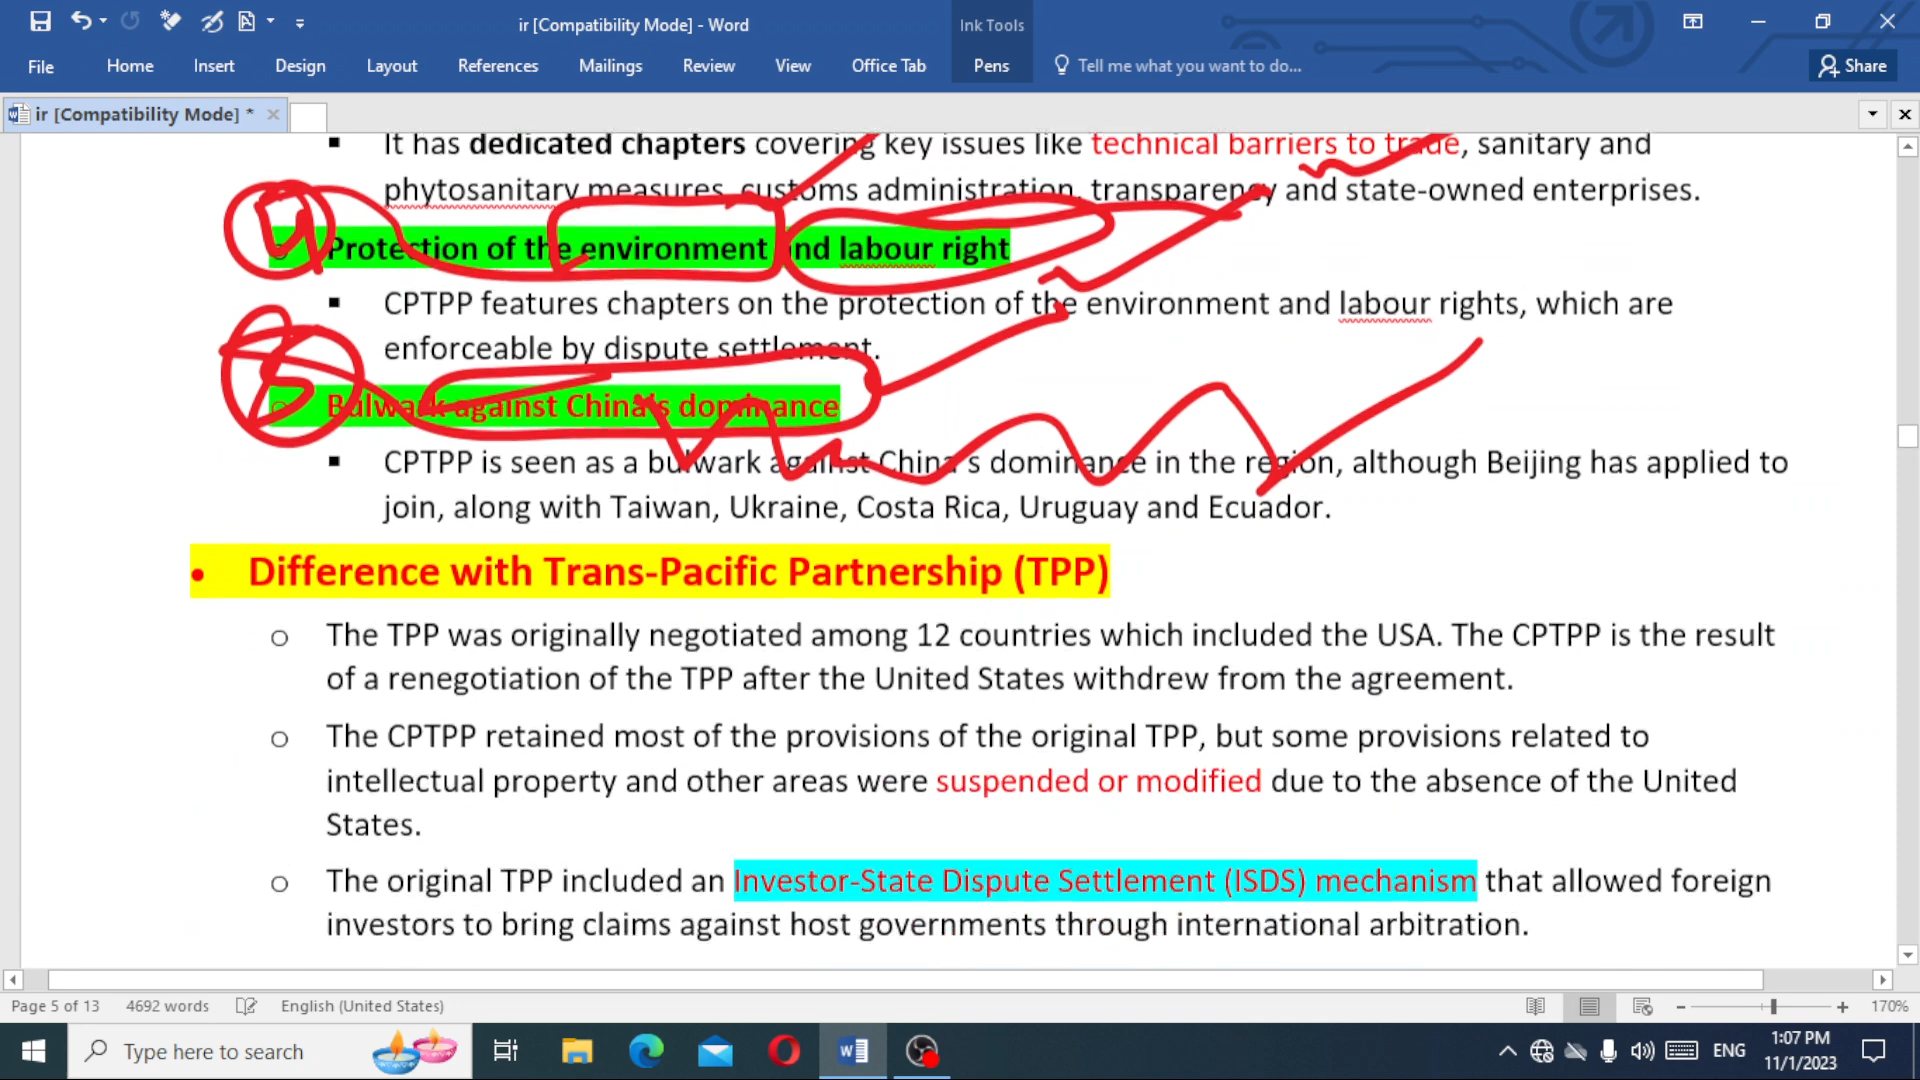 ir [Compatibility Mode] - Word
Ink Tools
File Home Insert Design Layout References Mailings Review View Office Tab Pens Tell me what you want to do... Share
ir [Compatibility Mode] *
▪ It has dedicated chapters covering key issues like technical barriers to trade, sanitary and
phytosanitary measures, customs administration, transparency and state-owned enterprises.
4
o Protection of the environment and labour right
▪ CPTPP features chapters on the protection of the environment and labour rights, which are
enforceable by dispute settlement.
5
o Bulwark against China's dominance
▪ CPTPP is seen as a bulwark against China's dominance in the region, although Beijing has applied to
join, along with Taiwan, Ukraine, Costa Rica, Uruguay and Ecuador.
• Difference with Trans-Pacific Partnership (TPP)
o The TPP was originally negotiated among 12 countries which included the USA. The CPTPP is the result
of a renegotiation of the TPP after the United States withdrew from the agreement.
o The CPTPP retained most of the provisions of the original TPP, but some provisions related to
intellectual property and other areas were suspended or modified due to the absence of the United
States.
o The original TPP included an Investor-State Dispute Settlement (ISDS) mechanism that allowed foreign
investors to bring claims against host governments through international arbitration.
Page 5 of 13 4692 words English (United States) 170%
Type here to search
ENG
1:07 PM
11/1/2023